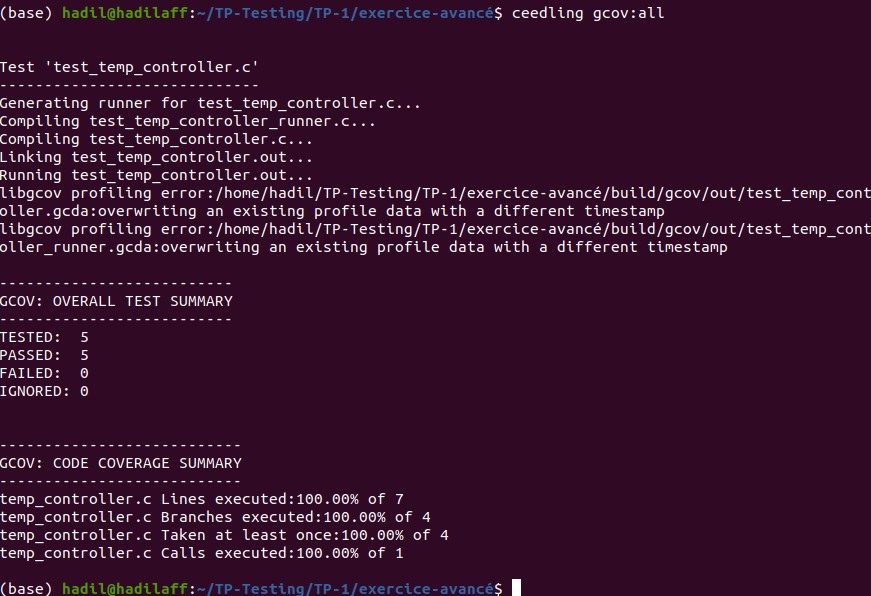 (base) hadil@hadilaff:~/TP-Testing/TP-1/exercice-avancé$ ceedling gcov:all
Test 'test_temp_controller.c'
-----------------------------
Generating runner for test_temp_controller.c...
Compiling test_temp_controller_runner.c...
Compiling test_temp_controller.c...
Linking test_temp_controller.out...
Running test_temp_controller.out...
libgcov profiling error:/home/hadil/TP-Testing/TP-1/exercice-avancé/build/gcov/out/test_temp_cont
oller.gcda:overwriting an existing profile data with a different timestamp
libgcov profiling error:/home/hadil/TP-Testing/TP-1/exercice-avancé/build/gcov/out/test_temp_cont
oller_runner.gcda:overwriting an existing profile data with a different timestamp
--------------------------
GCOV: OVERALL TEST SUMMARY
--------------------------
TESTED:  5
PASSED:  5
FAILED:  0
IGNORED: 0
---------------------------
GCOV: CODE COVERAGE SUMMARY
---------------------------
temp_controller.c Lines executed:100.00% of 7
temp_controller.c Branches executed:100.00% of 4
temp_controller.c Taken at least once:100.00% of 4
temp_controller.c Calls executed:100.00% of 1
(base) hadil@hadilaff:~/TP-Testing/TP-1/exercice-avancé$